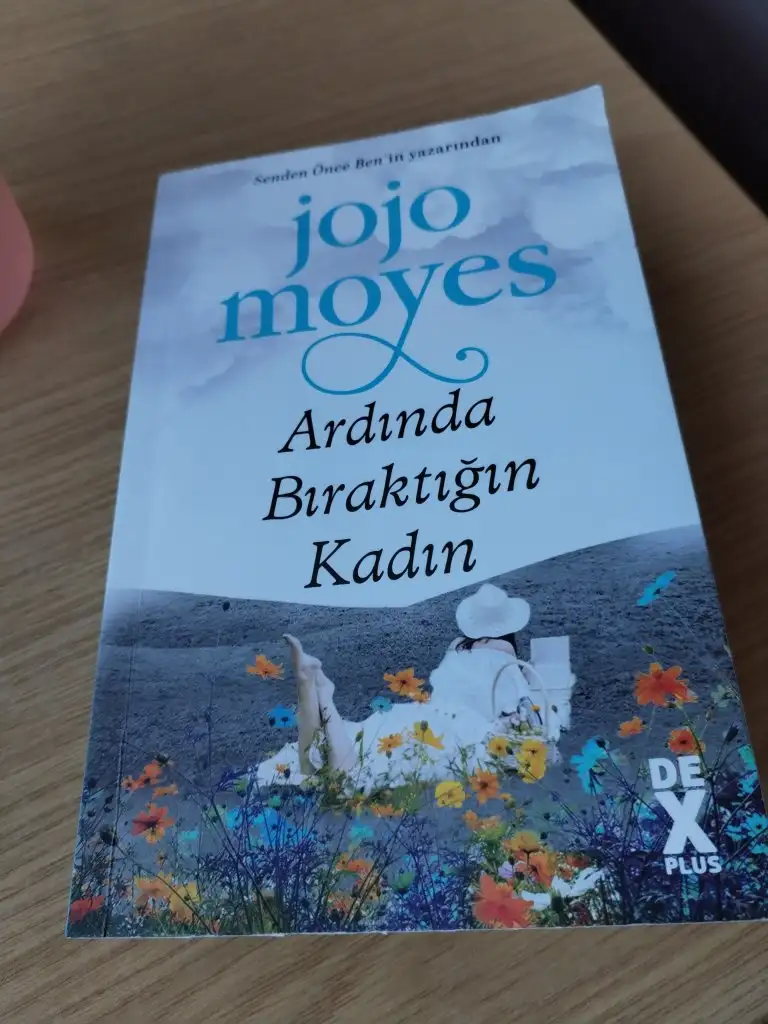 Senden Önce Ben'in yazarından
jojo
moyes
Ardında
Bıraktığın
Kadın
DE
X
PLUS